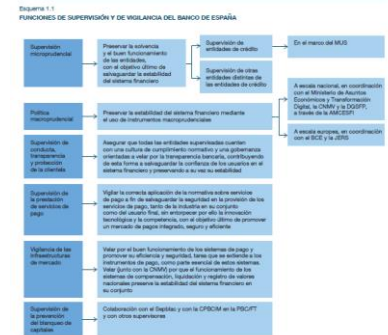 Esquema 1.1
FUNCIONES DE SUPERVISIÓN Y DE VIGILANCIA DEL BANCO DE ESPAÑA
Supervisión
microprudencial
Preservar la solvencia
y el buen funcionamiento
de las entidades,
con el objetivo último de
salvaguardar la estabilidad
del sistema financiero
Supervisión de
entidades de crédito
En el marco del MUS
Supervisión de otras
entidades distintas de
las entidades de crédito
Política
macroprudencial
Preservar la estabilidad del sistema financiero mediante
el uso de instrumentos macroprudenciales
A escala nacional, en coordinación
con el Ministerio de Asuntos
Económicos y Transformación
Digital, la CNMV y la DGSFP,
a través de la AMCESFI
A escala europea, en coordinación
con el BCE y la JERS
Supervisión de
conducta,
transparencia
y protección
de la clientela
Asegurar que todas las entidades supervisadas cuenten
con una cultura de cumplimiento normativo y una gobernanza
orientadas a velar por la transparencia bancaria, contribuyendo
de esta forma a salvaguardar la confianza de los usuarios en el
sistema financiero y preservando a su vez su estabilidad
Supervisión de
la prestación
de servicios de
pago
Vigilar la correcta aplicación de la normativa sobre servicios
de pago a fin de salvaguardar la seguridad en la provisión de los
servicios de pago, tanto de la industria en su conjunto
como del usuario final, sin entorpecer por ello la innovación
tecnológica y la competencia, con el objetivo último de promover
un mercado de pagos integrado, seguro y eficiente
Vigilancia de las
infraestructuras
de mercado
Velar por el buen funcionamiento de los sistemas de pago y
promover su eficiencia y seguridad, tarea que se extiende a los
instrumentos de pago, como parte esencial de estos sistemas.
Velar (junto con la CNMV) por que el funcionamiento de los
sistemas de compensación, liquidación y registro de valores
nacionales preserve la estabilidad del sistema financiero en
su conjunto
Supervisión de
la prevención
del blanqueo de
capitales
Colaboración con el Sepblac y con la CPBCIM en la PBC/FT
y con otros supervisores